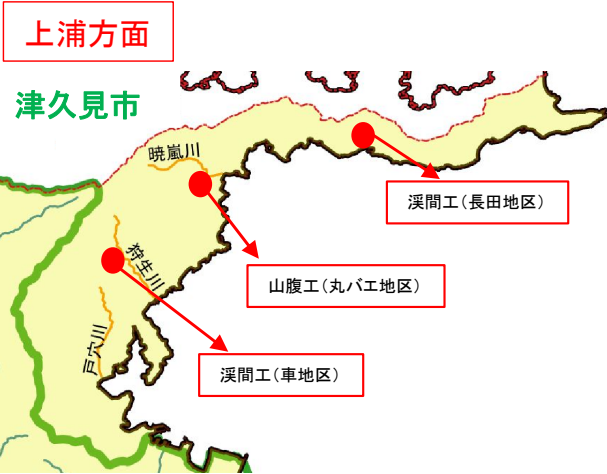 上浦方面
津久見市
暁嵐川
渓間工(長田地区)
狩生川
山腹工(丸バエ地区)
戸穴川
渓間工(車地区)